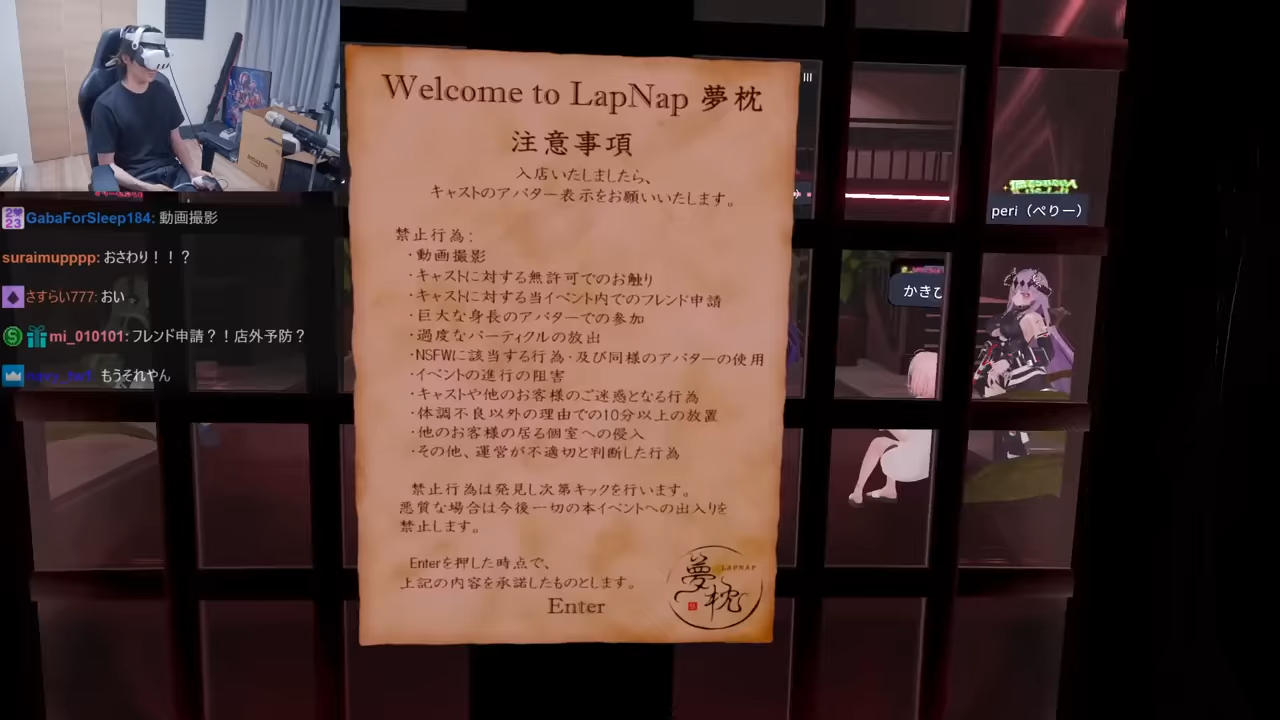 Welcome to LapNap 夢枕
注意事項
入店いたしましたら、
キャストのアバター表示をお願いいたします。
禁止行為:
・動画撮影
・キャストに対する無許可でのお触り
・キャストに対する当イベント内でのフレンド申請
・巨大な身長のアバターでの参加
・過度なパーティクルの放出
・NSFWに該当する行為・及び同様のアバターの使用
・イベントの進行の阻害
・キャストや他のお客様のご迷惑となる行為
・体調不良以外の理由での10分以上の放置
・他のお客様の居る個室への侵入
・その他、運営が不適切と判断した行為
禁止行為は発見し次第キックを行います。
悪質な場合は今後一切の本イベントへの出入りを
禁止します。
Enterを押した時点で、
上記の内容を承諾したものとします。
Enter
夢枕
LAPNAP
GabaForSleep184: 動画撮影
suraimupppp: おさわり！！？
さすらい777: おい
mi_010101: フレンド申請？！店外予防？
もうそれやん
peri（ぺりー）
かきひ
amazon